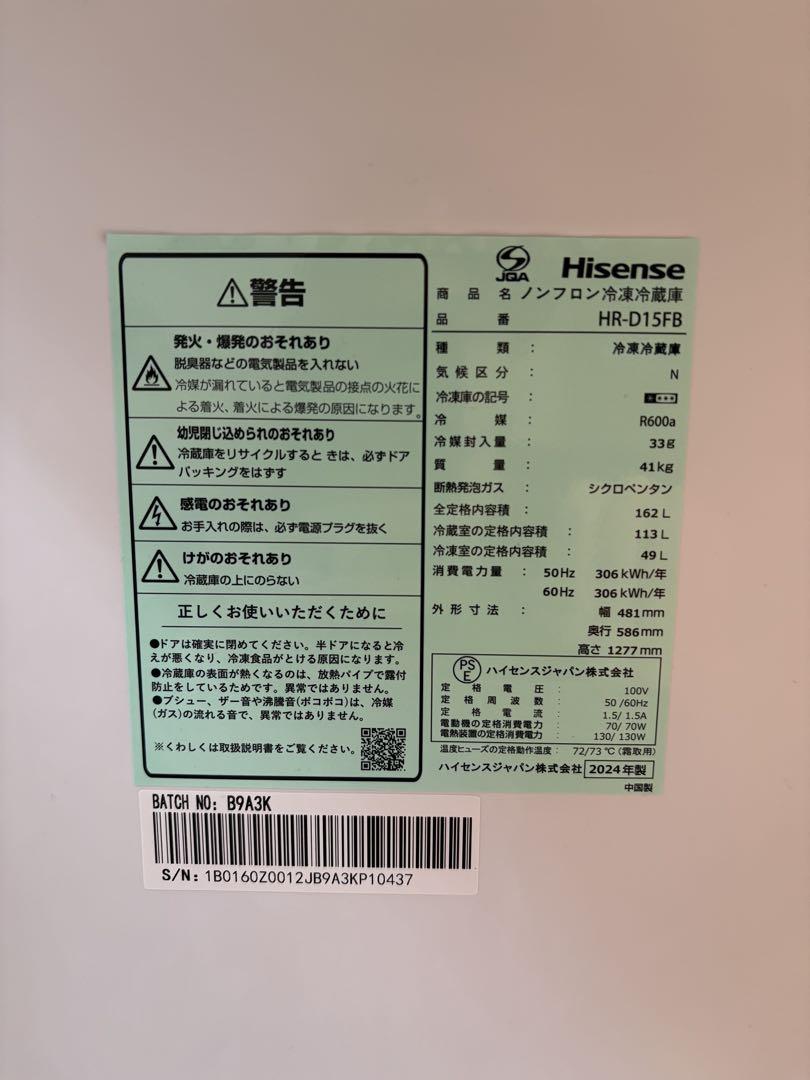 警告
発火・爆発のおそれあり
脱臭器などの電気製品を入れない
冷媒が漏れていると電気製品の接点の火花に
よる着火、着火による爆発の原因になります。
幼児閉じ込められのおそれあり
冷蔵庫をリサイクルすると きは、必ずドア
パッキングをはずす
感電のおそれあり
お手入れの際は、必ず電源プラグを抜く
けがのおそれあり
冷蔵庫の上にのらない
正しくお使いいただくために
●ドアは確実に閉めてください。半ドアになると冷
えが悪くなり、冷凍食品がとける原因になります。
●冷蔵庫の表面が熱くなるのは、放熱パイプで露付
防止をしているためです。異常ではありません。
●プシュー、ザー音や沸騰音(ボコボコ)は、冷媒
(ガス)の流れる音で、異常ではありません。
※くわしくは取扱説明書をご覧ください。
JQA Hisense
商品名 ノンフロン冷凍冷蔵庫
品番 HR-D15FB
種類： 冷凍冷蔵庫
気候区分： N
冷凍庫の記号：
冷媒： R600a
冷媒封入量： 33g
質量： 41kg
断熱発泡ガス： シクロペンタン
全定格内容積： 162 L
冷蔵室の定格内容積： 113 L
冷凍室の定格内容積： 49 L
消費電力量： 50Hz 306 kWh/年
60Hz 306 kWh/年
外形寸法： 幅 481mm
奥行 586mm
高さ 1277mm
PSE ハイセンスジャパン株式会社
定格電圧： 100V
定格周波数： 50 /60Hz
定格電流： 1.5/ 1.5A
電動機の定格消費電力： 70/ 70W
電熱装置の定格消費電力： 130/ 130W
温度ヒューズの定格動作温度： 72/73 ℃ (霜取用)
ハイセンスジャパン株式会社 2024年製
中国製
BATCH NO: B9A3K
S/N: 1B0160Z0012JB9A3KP10437